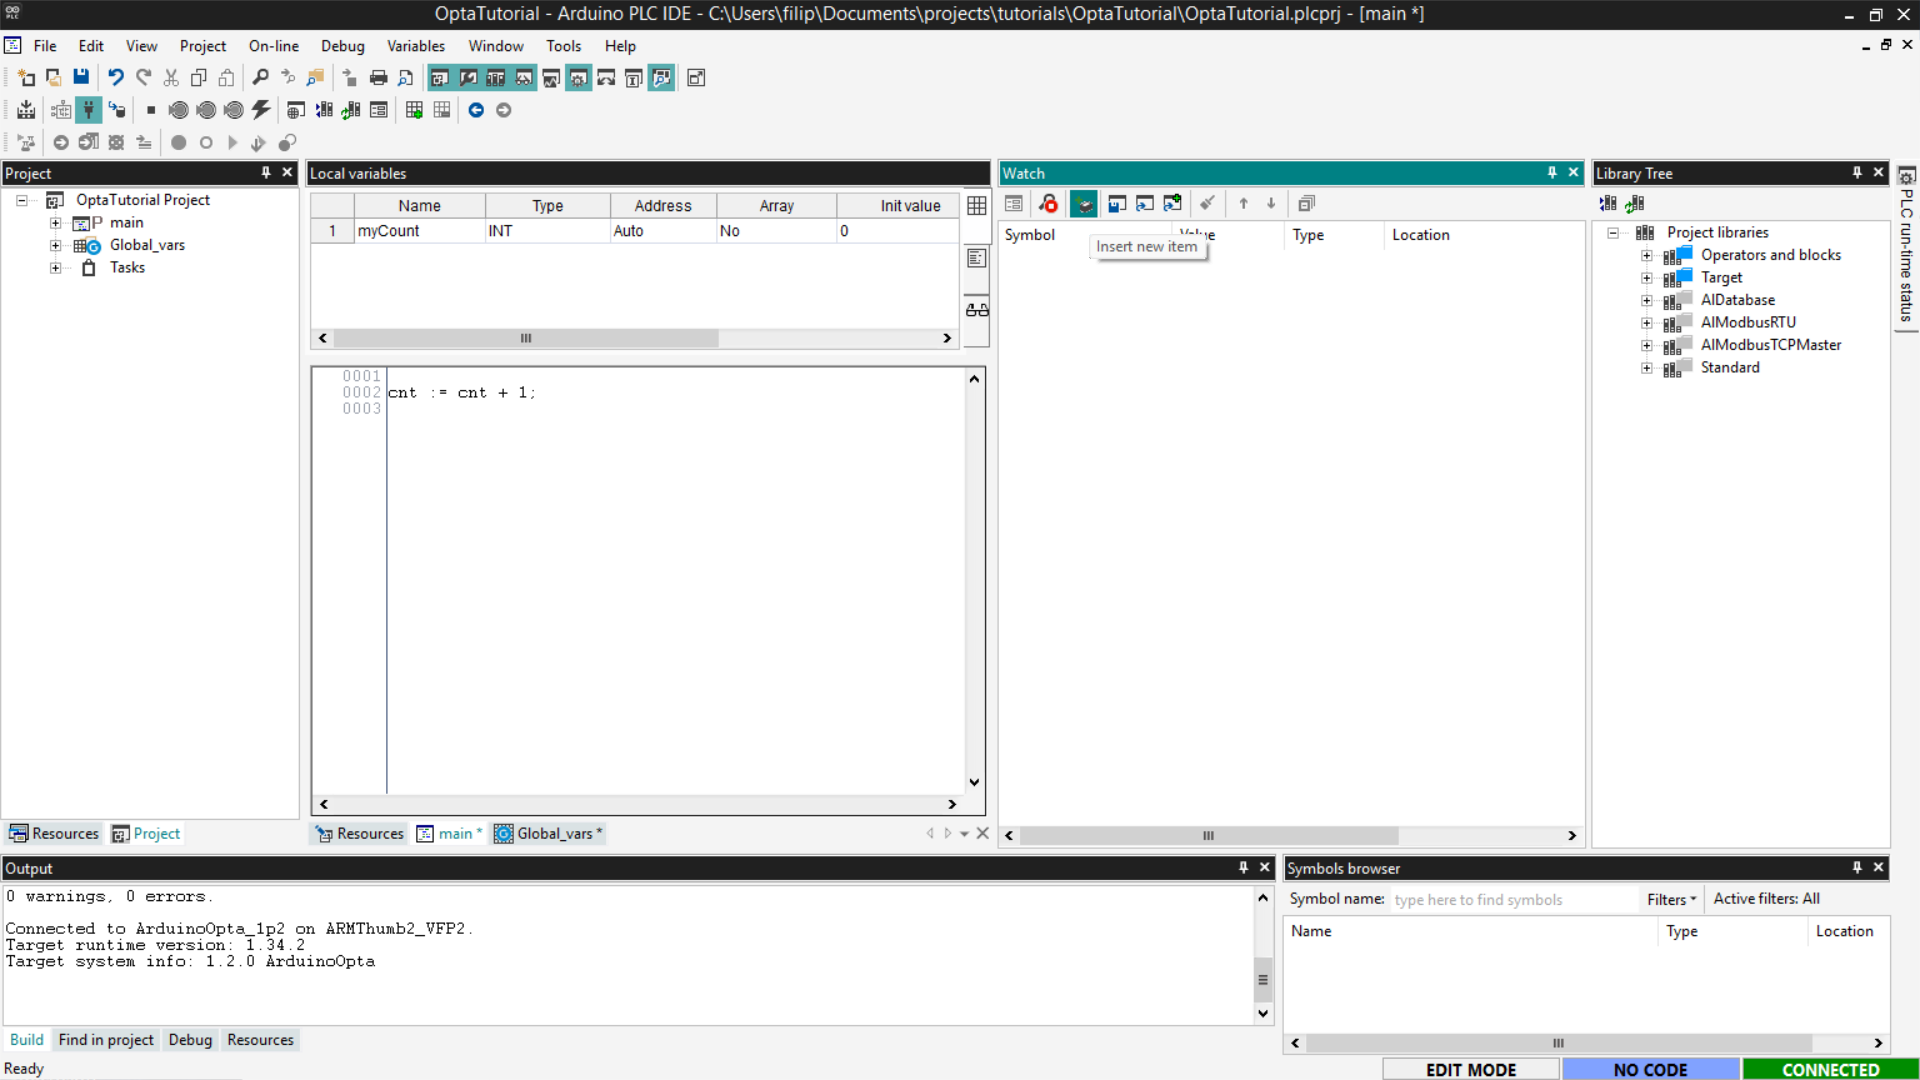 OptaTutorial - Arduino PLC IDE - C:\Users\filip\Documents\projects\tutorials\OptaTutorial\OptaTutorial.plcprj - [main *]
File Edit View Project On-line Debug Variables Window Tools Help
Project
OptaTutorial Project
main
Global_vars
Tasks
Resources Project
Local variables
Name Type Address Array Init value
1 myCount INT Auto No 0
0001
0002 cnt := cnt + 1;
0003
Resources main * Global_vars *
Watch
Symbol Value Type Location
Insert new item
Library Tree
Project libraries
Operators and blocks
Target
AlDatabase
AlModbusRTU
AlModbusTCPMaster
Standard
PLC run-time status
Output
0 warnings, 0 errors.
Connected to ArduinoOpta_1p2 on ARMThumb2_VFP2.
Target runtime version: 1.34.2
Target system info: 1.2.0 ArduinoOpta
Build Find in project Debug Resources
Symbols browser
Symbol name: type here to find symbols Filters Active filters: All
Name Type Location
Ready
EDIT MODE NO CODE CONNECTED